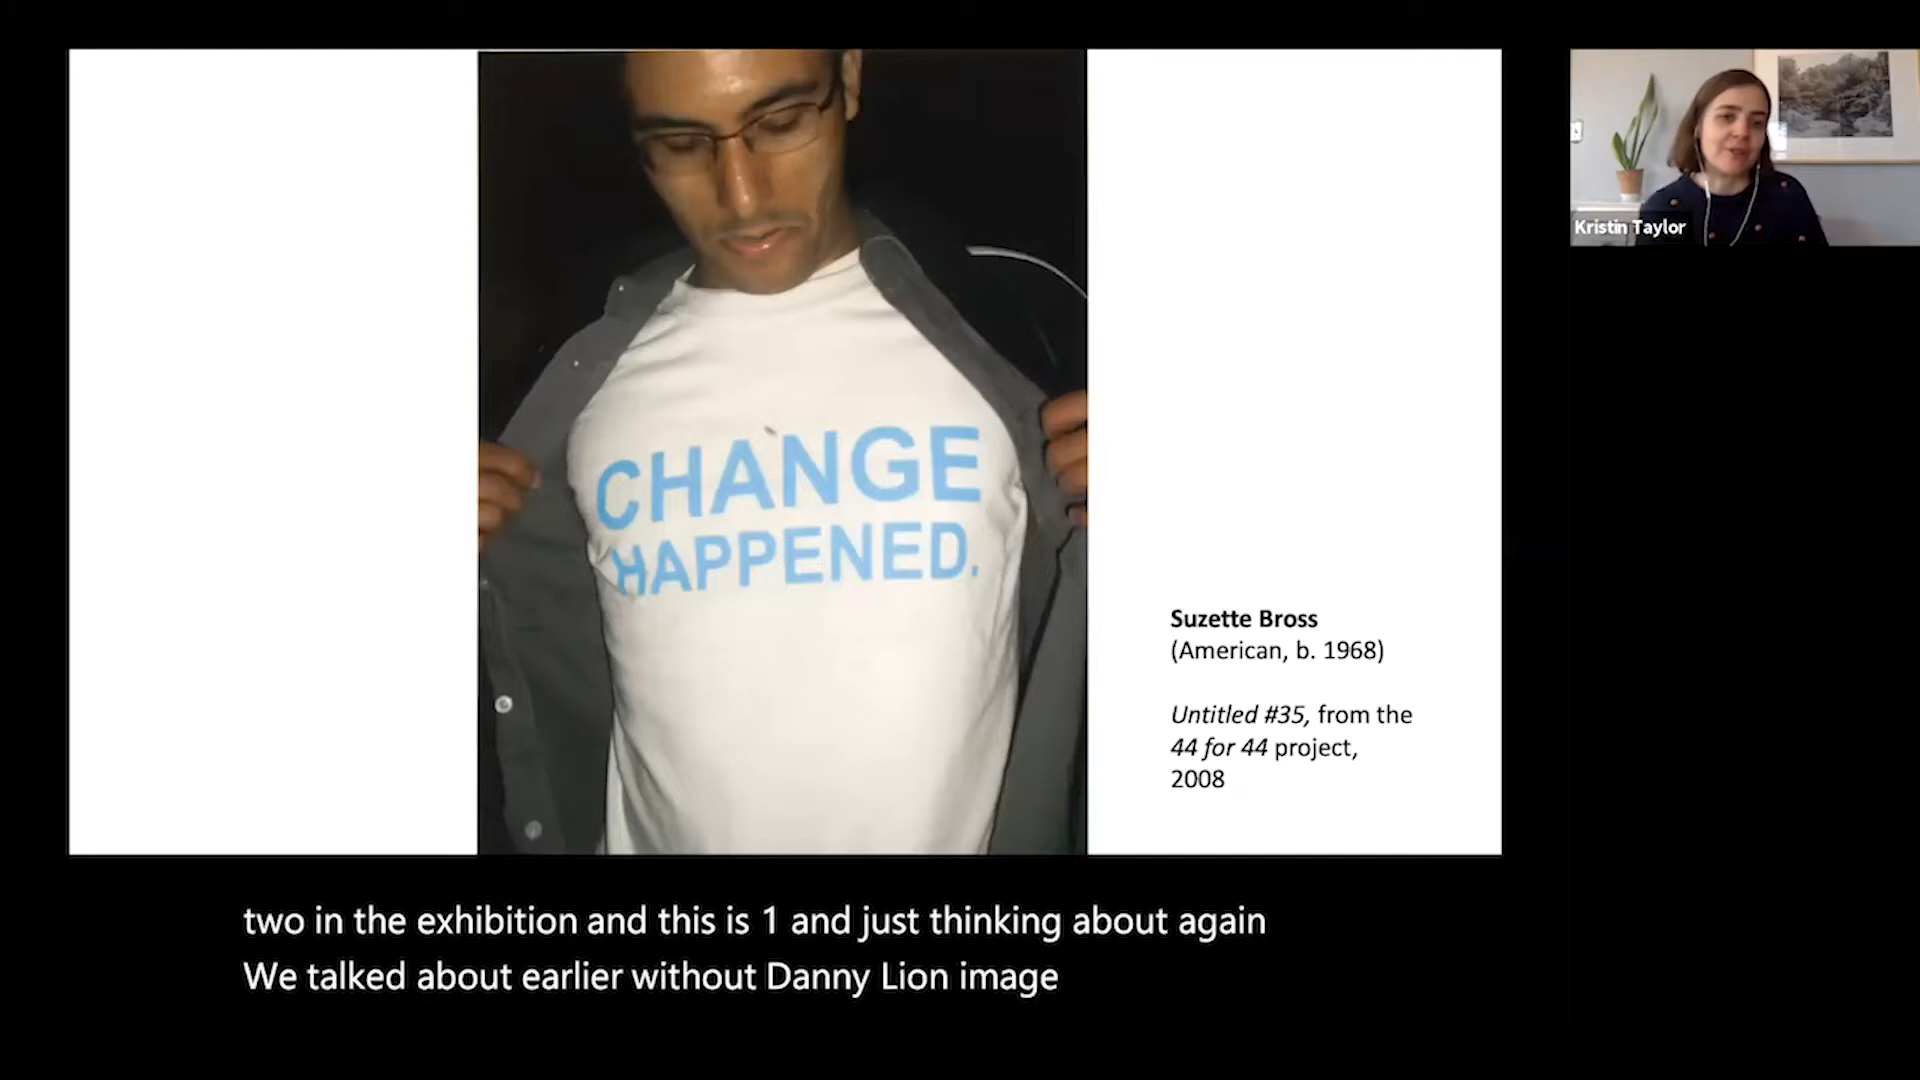 CHANGE
HAPPENED.
Suzette Bross
(American, b. 1968)
Untitled #35, from the
44 for 44 project,
2008
Kristin Taylor
two in the exhibition and this is 1 and just thinking about again
We talked about earlier without Danny Lion image